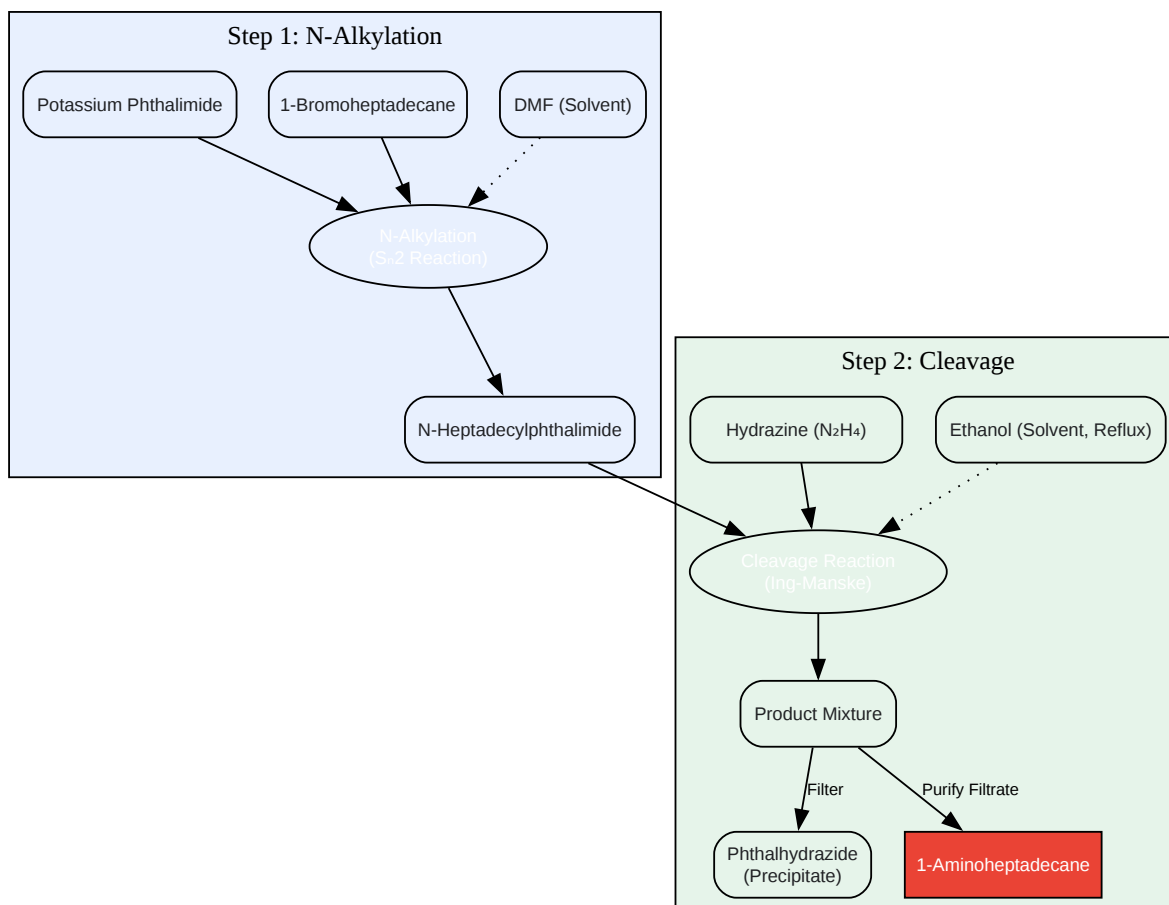 Step 1: N-Alkylation
Potassium Phthalimide
1-Bromoheptadecane
DMF (Solvent)
N-Alkylation
(Sₙ2 Reaction)
N-Heptadecylphthalimide
Step 2: Cleavage
Hydrazine (N₂H₄)
Ethanol (Solvent, Reflux)
Cleavage Reaction
(Ing-Manske)
Product Mixture
Filter
Purify Filtrate
Phthalhydrazide
(Precipitate)
1-Aminoheptadecane